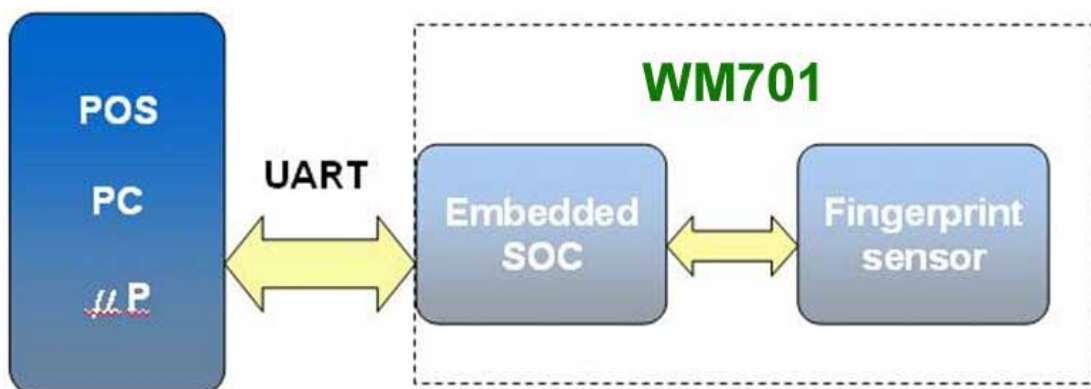 POS
PC
μP
UART
WM701
Embedded
SOC
Fingerprint
sensor